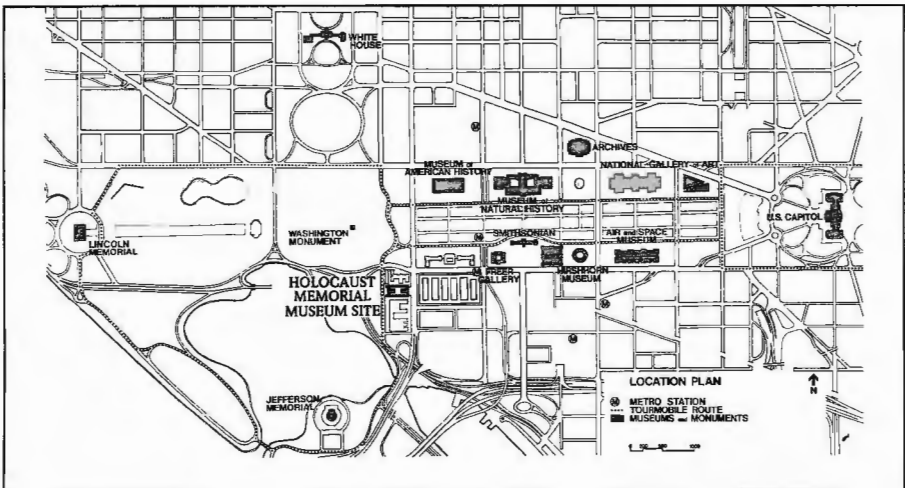 WHITE
HOUSE
ARCHIVES
MUSEUM of
AMERICAN HISTORY
NATIONAL GALLERY of ART
MUSEUM of
NATURAL HISTORY
U.S. CAPITOL
WASHINGTON
MONUMENT
SMITHSONIAN
AIR and SPACE
MUSEUM
LINCOLN
MEMORIAL
HOLOCAUST
MEMORIAL
MUSEUM SITE
FREER
GALLERY
HIRSHHORN
MUSEUM
JEFFERSON
MEMORIAL
LOCATION PLAN
N
M METRO STATION
TOURMOBILE ROUTE
MUSEUMS and MONUMENTS